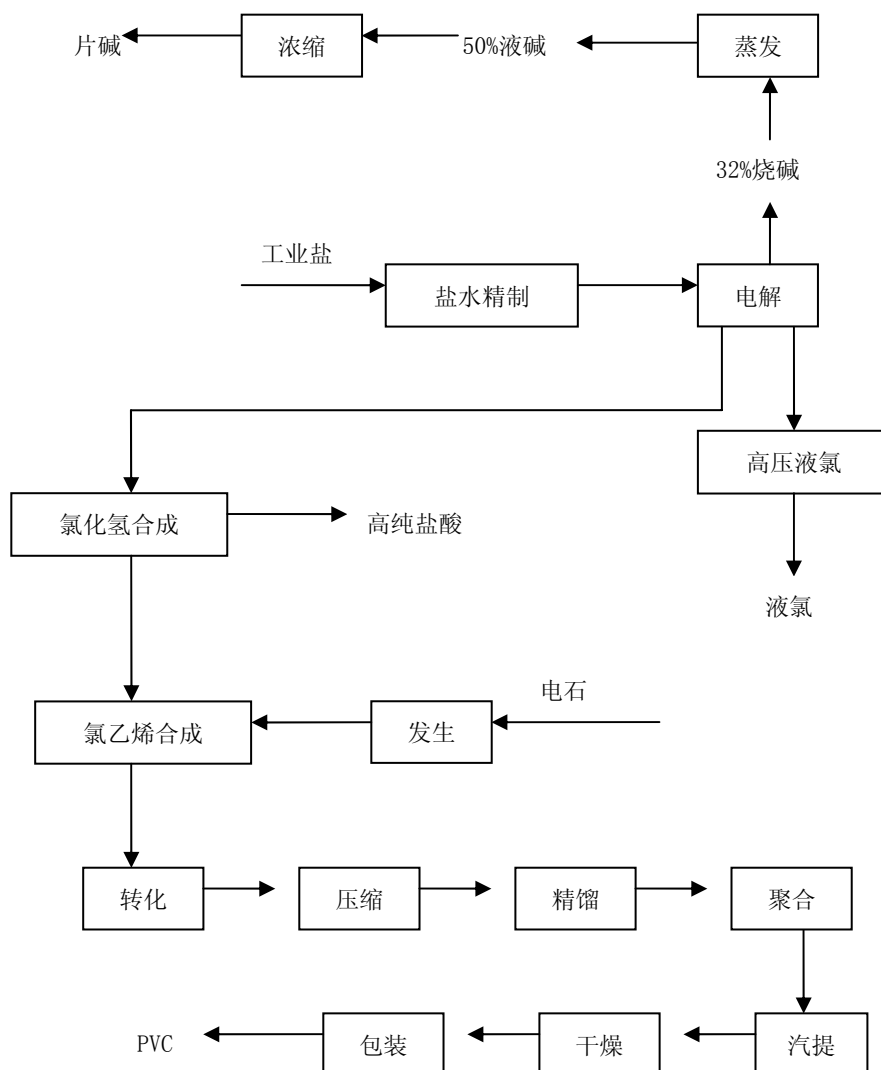 片碱
浓缩
50%液碱
蒸发
32%烧碱
工业盐
盐水精制
电解
高压液氯
氯化氢合成
高纯盐酸
液氯
电石
氯乙烯合成
发生
转化
压缩
精馏
聚合
PVC
包装
干燥
汽提